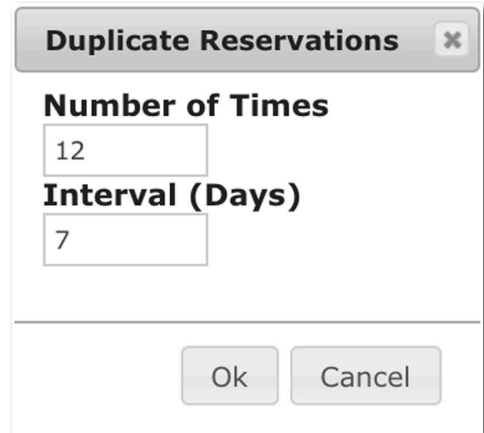 Duplicate Reservations
Number of Times
12
Interval (Days)
7
Ok Cancel